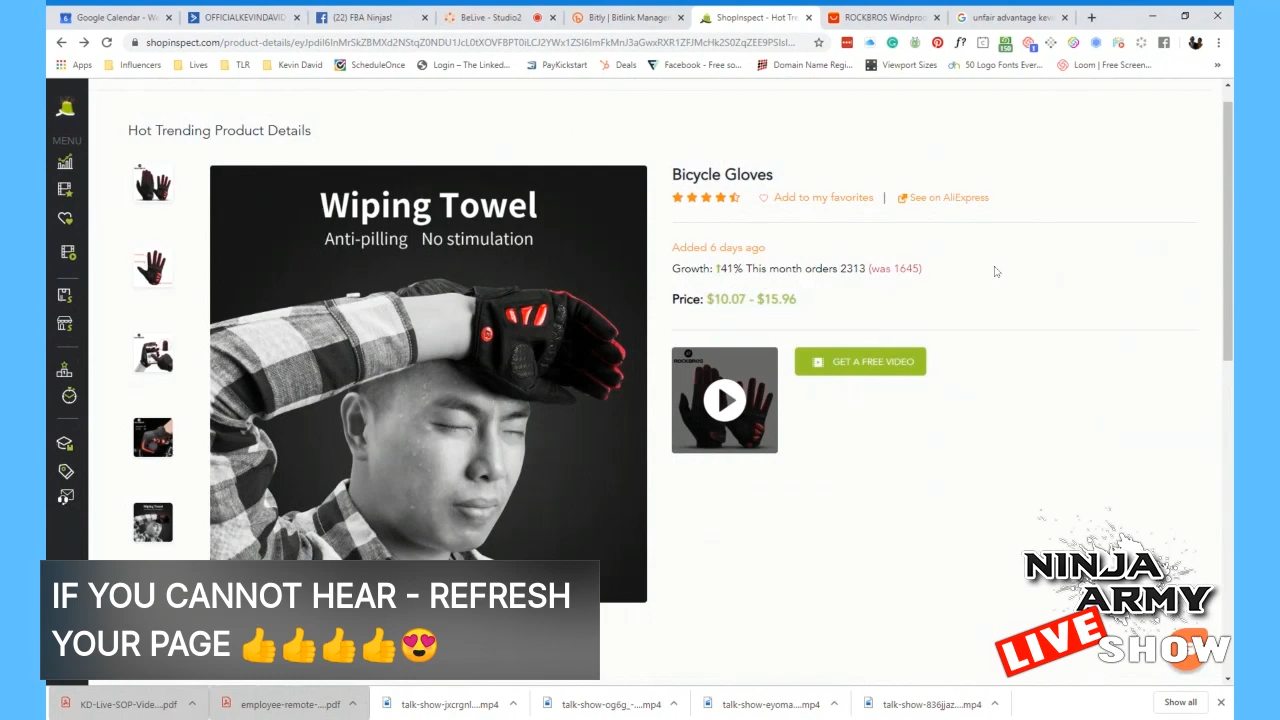 Google Calendar - We
OFFICIALKEVINDAVID
(22) FBA Ninjas!
BeLive - Studio2
Bitly | Bitlink Manage
ShopInspect - Hot Tre
ROCKBROS Windproo
unfair advantage kevi
shopinspect.com/product-details/
Apps
Influencers
Lives
TLR
Kevin David
ScheduleOnce
Login – The Linked...
PayKickstart
Deals
Facebook - Free so...
Domain Name Regi...
Viewport Sizes
50 Logo Fonts Ever...
Loom | Free Screen...
»
MENU
Hot Trending Product Details
Wiping Towel
Anti-pilling No stimulation
Bicycle Gloves
Add to my favorites | See on AliExpress
Added 6 days ago
Growth: ↑41% This month orders 2313 (was 1645)
Price: $10.07 - $15.96
ROCKBROS
GET A FREE VIDEO
Wiping Towel
IF YOU CANNOT HEAR - REFRESH
YOUR PAGE 👍👍👍👍😍
NINJA
ARMY
LIVE SHOW
KD-Live-SOP-Vide....pdf
employee-remote-....pdf
talk-show-jxcrgnl....mp4
talk-show-og6g_-....mp4
talk-show-eyoma....mp4
talk-show-836jjaz....mp4
Show all